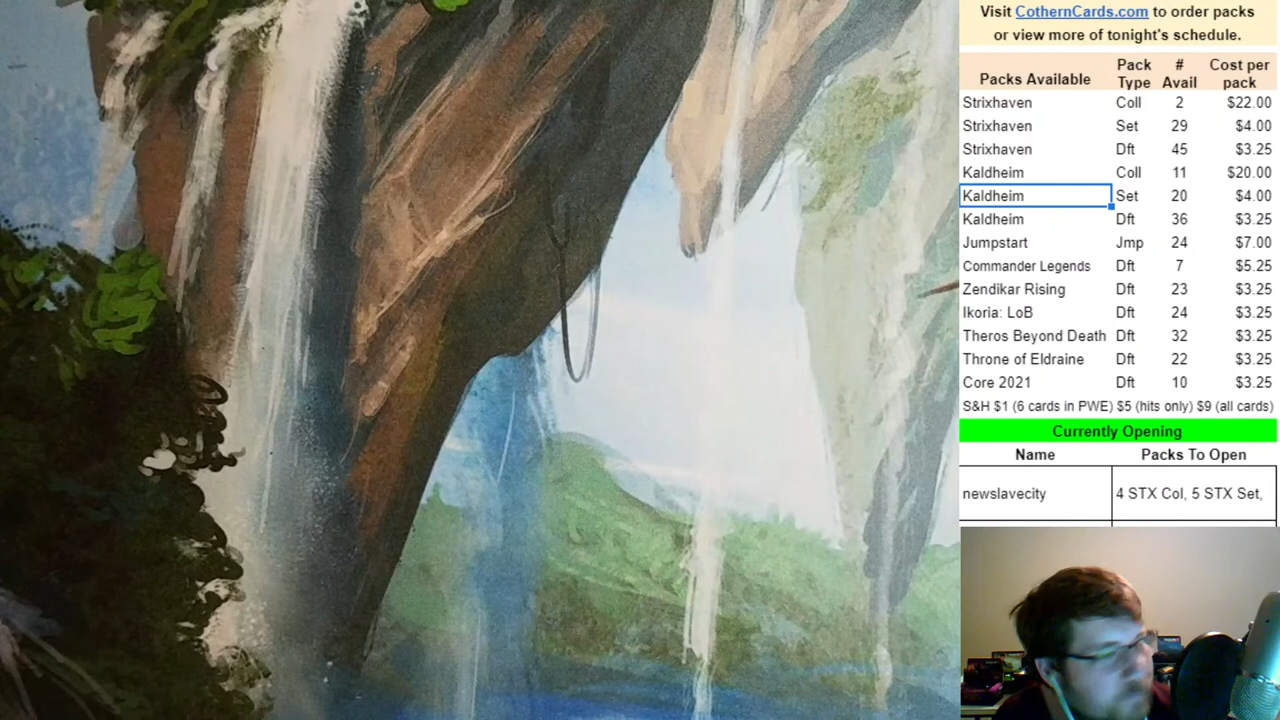 Visit CothernCards.com to order packs
or view more of tonight's schedule.
Packs Available Pack Type # Avail Cost per pack
Strixhaven Coll 2 $22.00
Strixhaven Set 29 $4.00
Strixhaven Dft 45 $3.25
Kaldheim Coll 11 $20.00
Kaldheim Set 20 $4.00
Kaldheim Dft 36 $3.25
Jumpstart Jmp 24 $7.00
Commander Legends Dft 7 $5.25
Zendikar Rising Dft 23 $3.25
Ikoria: LoB Dft 24 $3.25
Theros Beyond Death Dft 32 $3.25
Throne of Eldraine Dft 22 $3.25
Core 2021 Dft 10 $3.25
S&H $1 (6 cards in PWE) $5 (hits only) $9 (all cards)
Currently Opening
Name Packs To Open
newslavecity 4 STX Col, 5 STX Set,